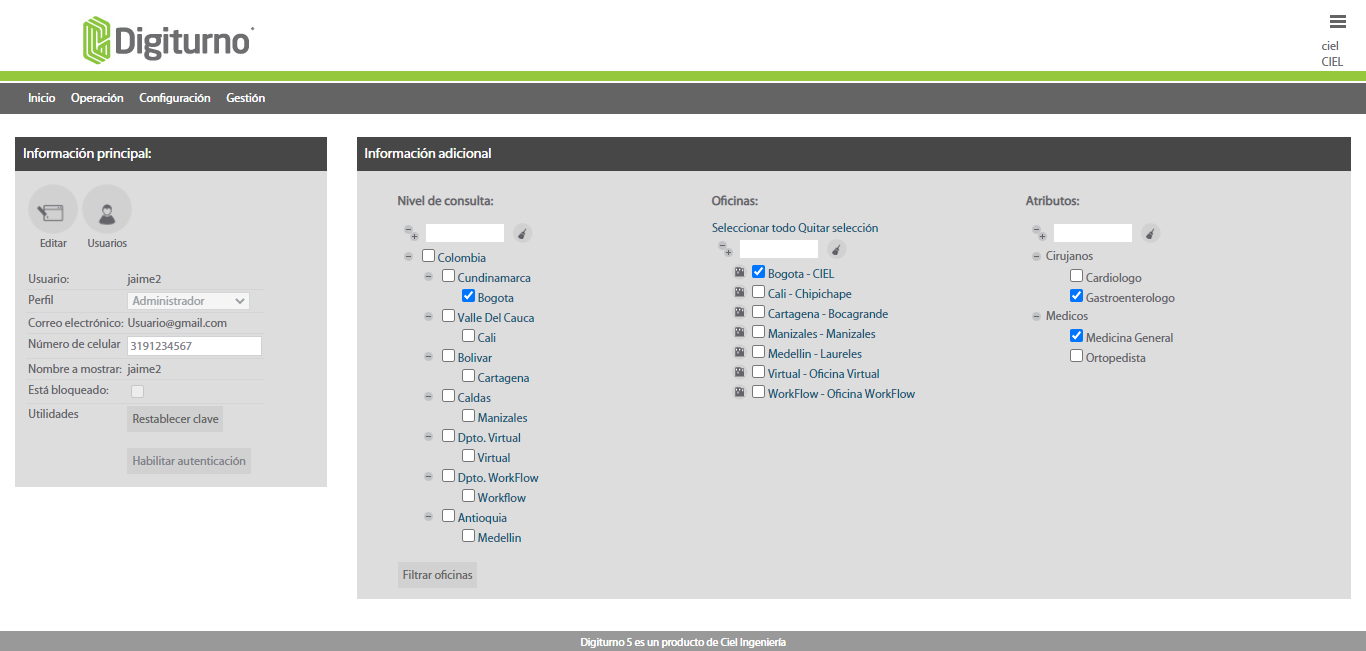 Digiturno
ciel
CIEL
Inicio Operación Configuración Gestión
Información principal:
Editar Usuarios
Usuario: jaime2
Perfil Administrador
Correo electrónico: Usuario@gmail.com
Número de celular 3191234567
Nombre a mostrar: jaime2
Está bloqueado:
Utilidades Restablecer clave
Habilitar autenticación
Información adicional
Nivel de consulta:
Colombia
Cundinamarca
Bogota
Valle Del Cauca
Cali
Bolivar
Cartagena
Caldas
Manizales
Dpto. Virtual
Virtual
Dpto. WorkFlow
Workflow
Antioquia
Medellin
Filtrar oficinas
Oficinas:
Seleccionar todo Quitar selección
Bogota - CIEL
Cali - Chipichape
Cartagena - Bocagrande
Manizales - Manizales
Medellin - Laureles
Virtual - Oficina Virtual
WorkFlow - Oficina WorkFlow
Atributos:
Cirujanos
Cardiologo
Gastroenterologo
Medicos
Medicina General
Ortopedista
Digiturno 5 es un producto de Ciel Ingeniería